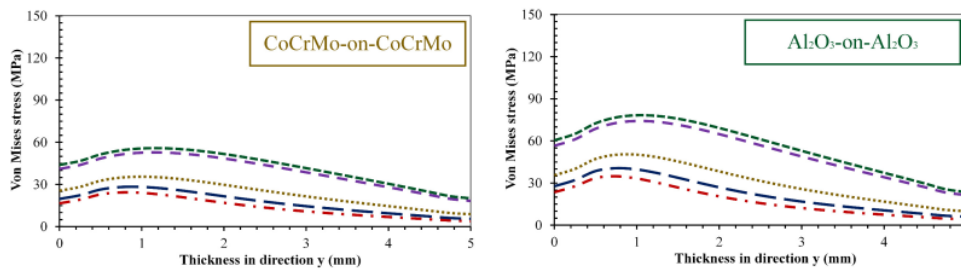 150
120
90
60
30
0
Von Mises stress (MPa)
CoCrMo-on-CoCrMo
0 1 2 3 4 5
Thickness in direction y (mm)
150
120
90
60
30
0
Von Mises stress (MPa)
Al₂O₃-on-Al₂O₃
0 1 2 3 4
Thickness in direction y (mm)